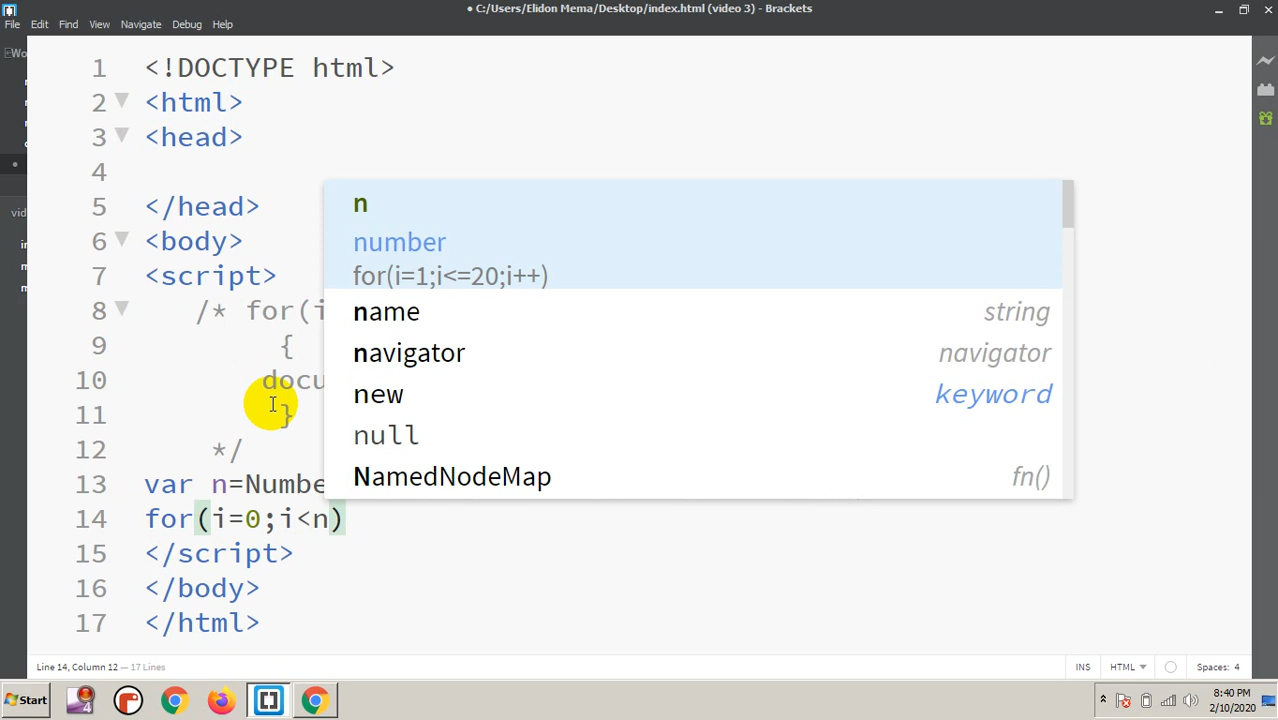 • C:/Users/Elidon Mema/Desktop/index.html (video 3) - Brackets
File Edit Find View Navigate Debug Help
1 <!DOCTYPE html>
2 <html>
3 <head>
4
5 </head>
6 <body>
7 <script>
8 /* for(i
9 {
10 docu
11 }
12 */
13 var n=Numbe
14 for(i=0;i<n)
15 </script>
16 </body>
17 </html>
n
number
for(i=1;i<=20;i++)
name string
navigator navigator
new keyword
null
NamedNodeMap fn()
Line 14, Column 12 — 17 Lines
INS HTML Spaces: 4
Start
4
8:40 PM
2/10/2020